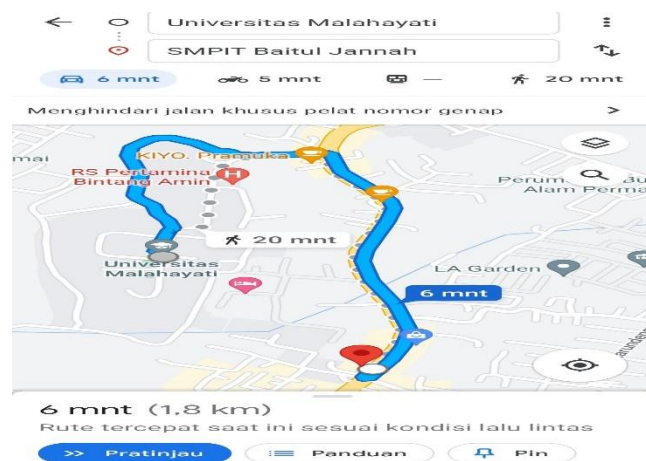 Universitas Malahayati
SMPIT Baitul Jannah
6 mnt 5 mnt — 20 mnt
Menghindari jalan khusus pelat nomor genap
mai
KIYO. Pramuka
RS Pertamina
Bintang Amin
Perum
Bu
Alam Perma
20 mnt
Universitas
Malahayati
LA Garden
6 mnt
6 mnt (1,8 km)
Rute tercepat saat ini sesuai kondisi lalu lintas
Pratinjau Panduan Pin